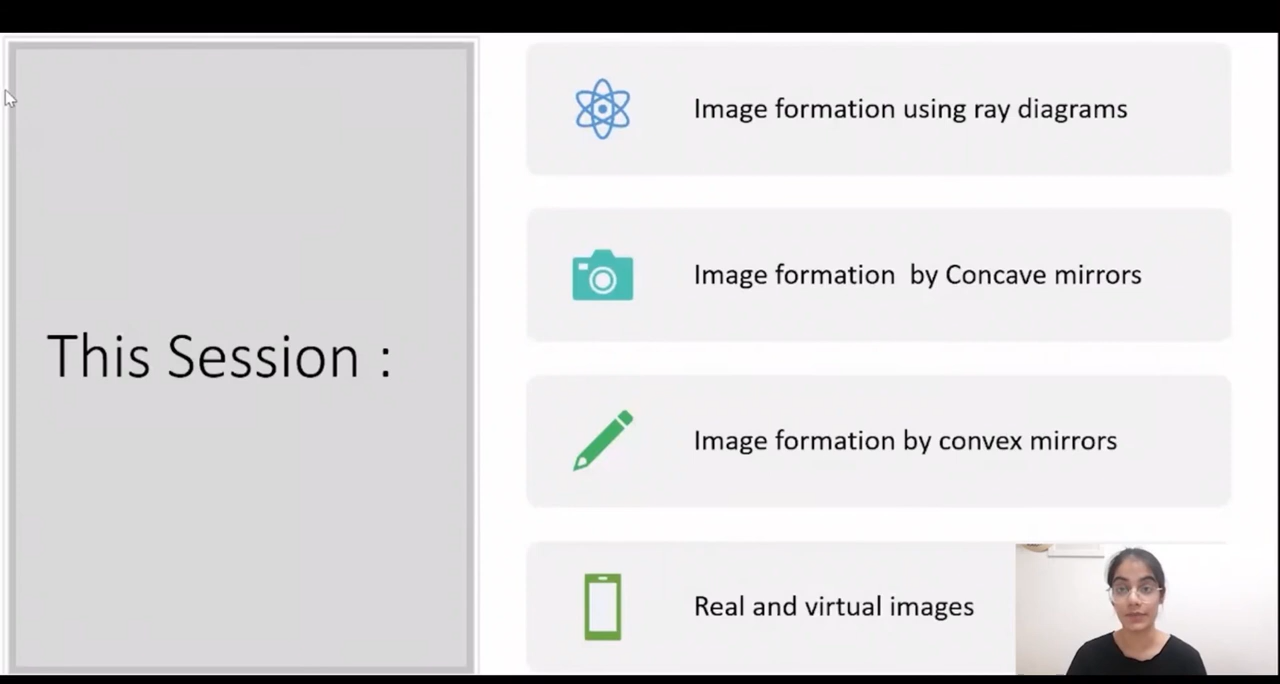 This Session :
Image formation using ray diagrams
Image formation  by Concave mirrors
Image formation by convex mirrors
Real and virtual images